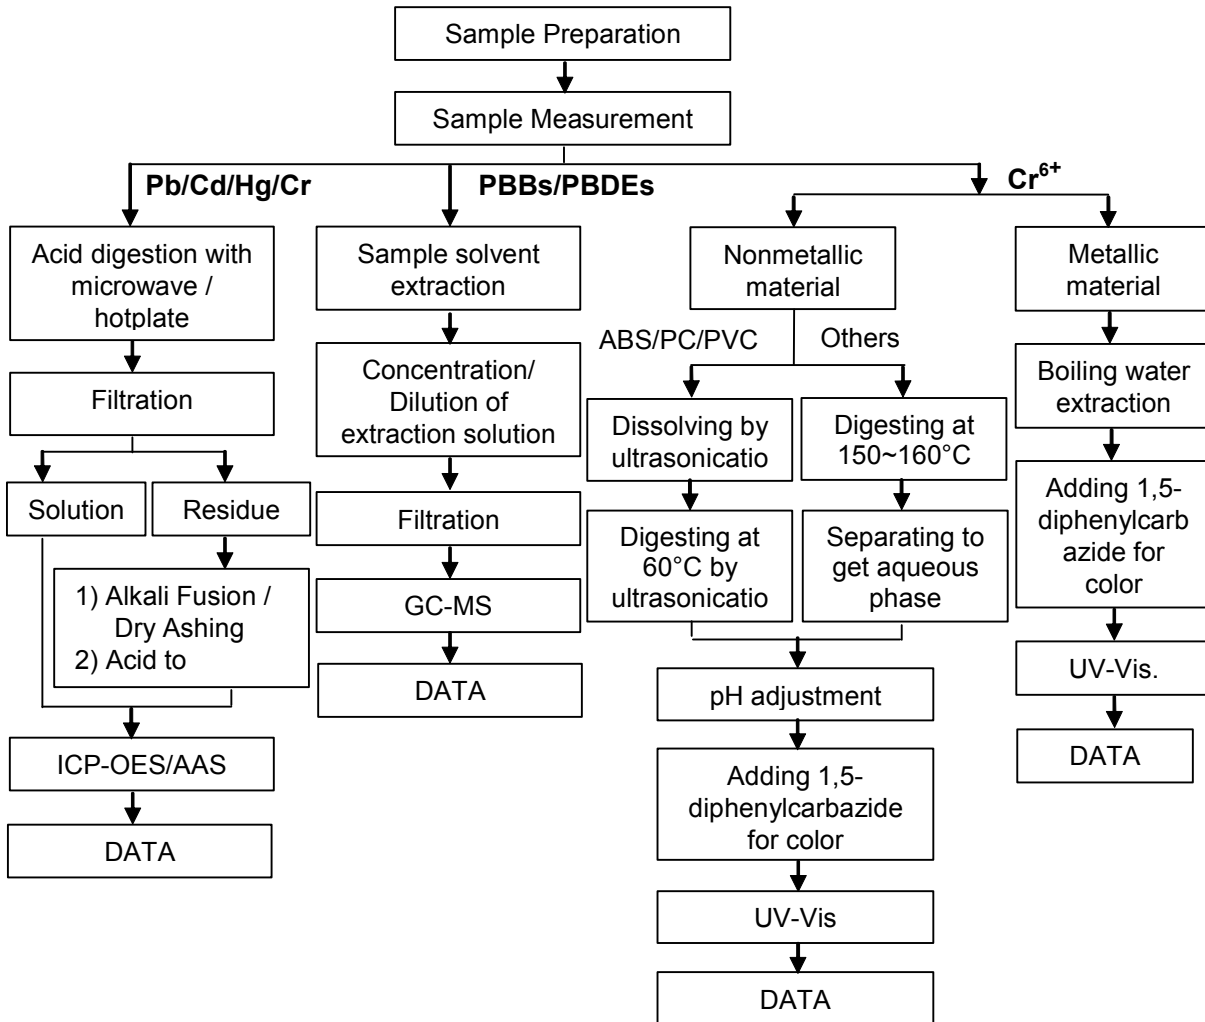 Sample Preparation
Sample Measurement
Pb/Cd/Hg/Cr
PBBs/PBDEs
Cr⁶⁺
Acid digestion with
microwave /
hotplate
Filtration
Solution
Residue
1) Alkali Fusion /
Dry Ashing
2) Acid to
ICP-OES/AAS
DATA
Sample solvent
extraction
Concentration/
Dilution of
extraction solution
Filtration
GC-MS
DATA
Nonmetallic
material
ABS/PC/PVC
Others
Dissolving by
ultrasonicatio
Digesting at
60°C by
ultrasonicatio
Digesting at
150~160°C
Separating to
get aqueous
phase
pH adjustment
Adding 1,5-
diphenylcarbazide
for color
UV-Vis
DATA
Metallic
material
Boiling water
extraction
Adding 1,5-
diphenylcarb
azide for
color
UV-Vis.
DATA